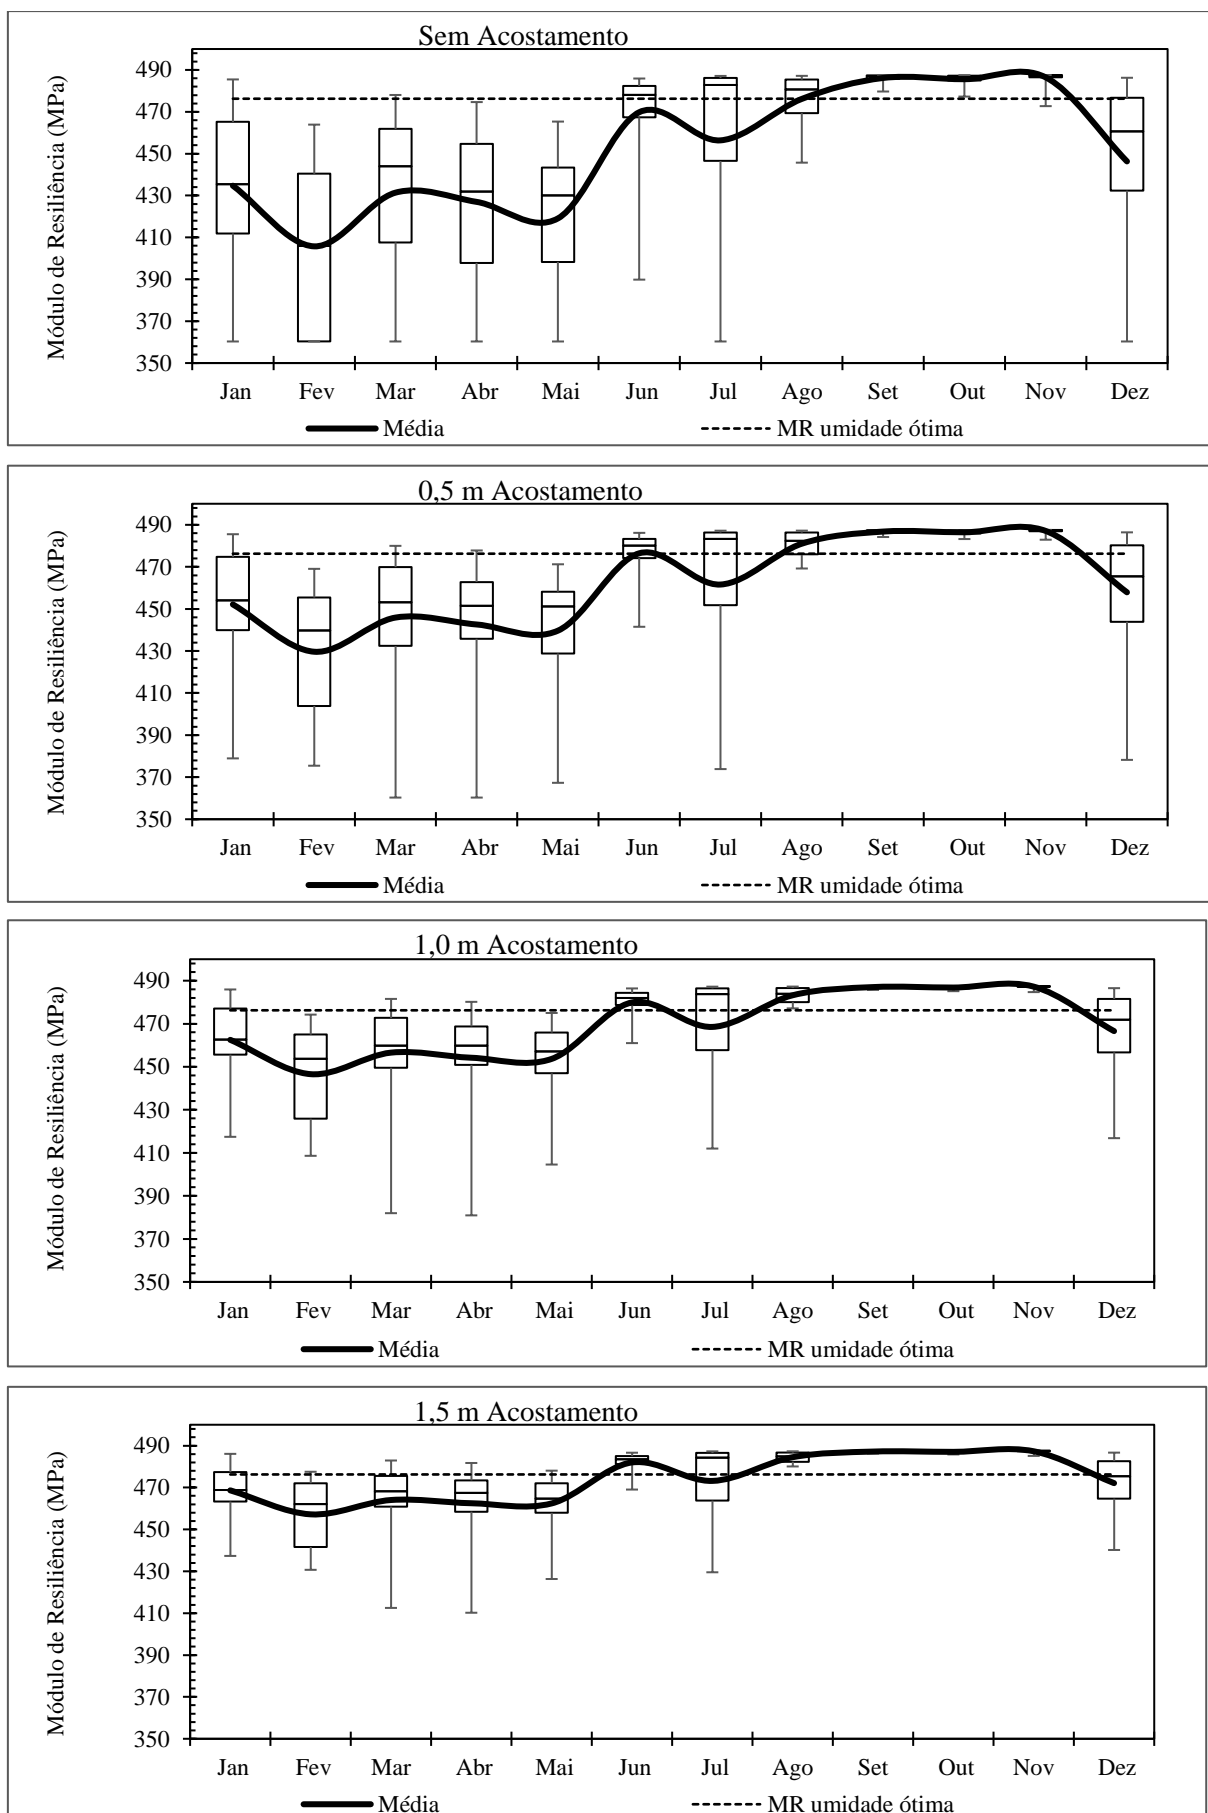 Sem Acostamento
Módulo de Resiliência (MPa)
490
470
450
430
410
390
370
350
Jan Fev Mar Abr Mai Jun Jul Ago Set Out Nov Dez
Média MR umidade ótima
0,5 m Acostamento
Módulo de Resiliência (MPa)
490
470
450
430
410
390
370
350
Jan Fev Mar Abr Mai Jun Jul Ago Set Out Nov Dez
Média MR umidade ótima
1,0 m Acostamento
Módulo de Resiliência (MPa)
490
470
450
430
410
390
370
350
Jan Fev Mar Abr Mai Jun Jul Ago Set Out Nov Dez
Média MR umidade ótima
1,5 m Acostamento
Módulo de Resiliência (MPa)
490
470
450
430
410
390
370
350
Jan Fev Mar Abr Mai Jun Jul Ago Set Out Nov Dez
Média MR umidade ótima